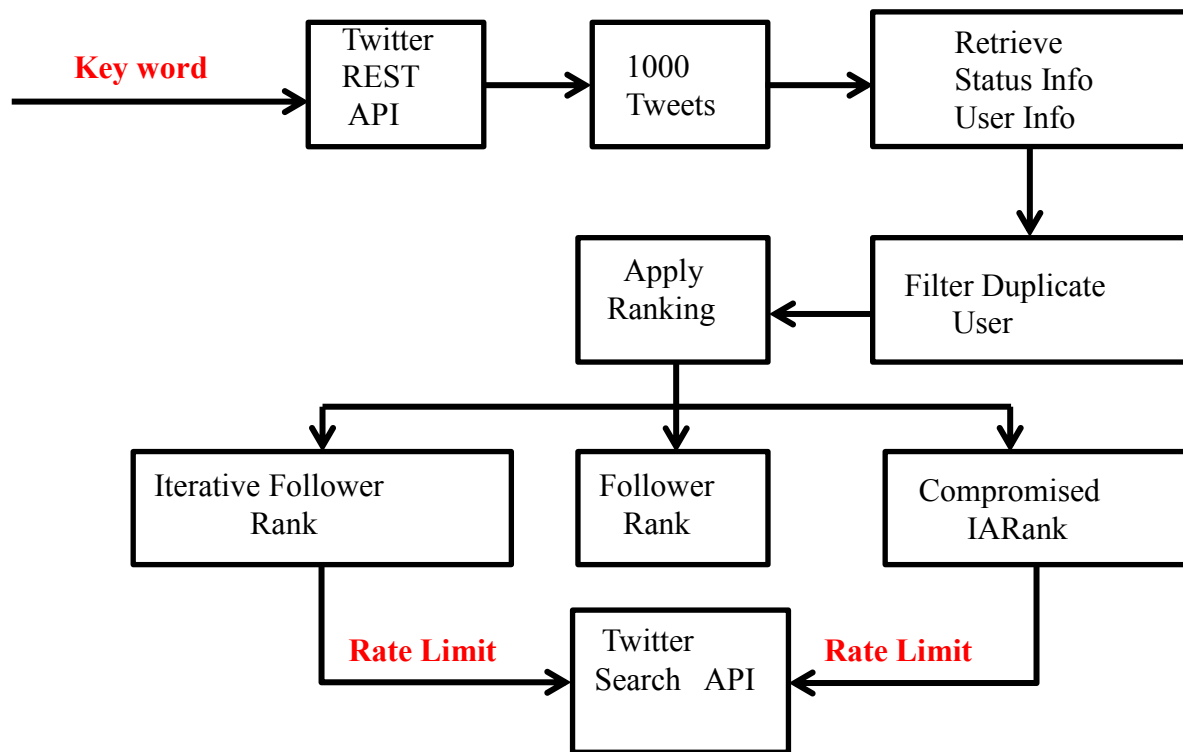 Key word
Twitter
REST
API
1000
Tweets
Retrieve
Status Info
User Info
Apply
Ranking
Filter Duplicate
User
Iterative Follower
Rank
Follower
Rank
Compromised
IARank
Rate Limit
Twitter
Search API
Rate Limit